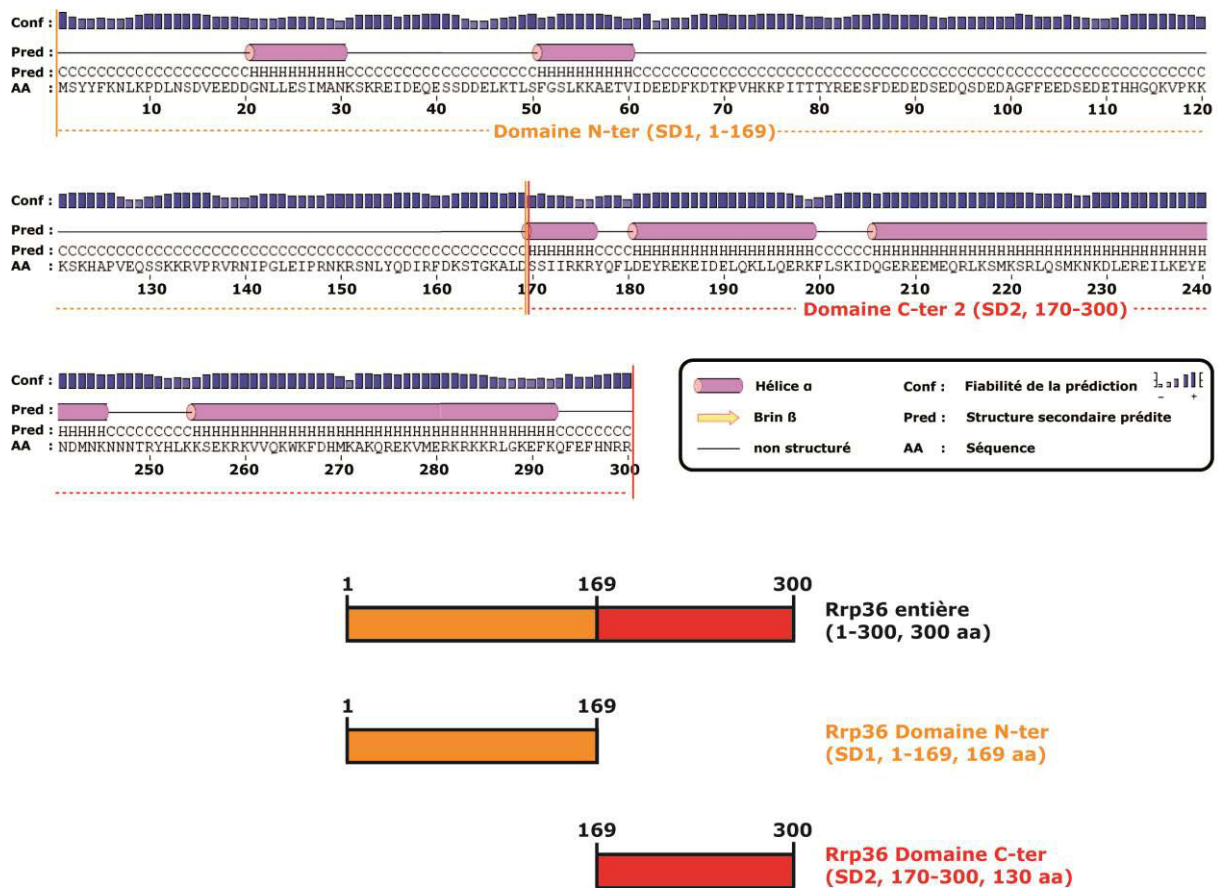 Conf :
Pred :
Pred : CCCCCCCCCCCCCCCCCCCCHHHHHHHHHHCCCCCCCCCCCCCCCCCCCCHHHHHHHHHHCCCCCCCCCCCCCCCCCCCCCCCCCCCCCCCCCCCCCCCCCCCCCCCCCCCCCCCCCCCC
AA : MSYYFKNLKPDLNSDVEEDDGNLLESIMANKSKREIDEQESSDDELKTLSFGSLKKAETVIDEEDFKDTKPVHKKPITTTYREESFDEDEDSEDQSDEDAGFFEEDSEDETHHGQKVPKK
10 20 30 40 50 60 70 80 90 100 110 120
Domaine N-ter (SD1, 1-169)
Conf :
Pred :
Pred : CCCCCCCCCCCCCCCCCCCCCCCCCCCCCCCCCCCCCCCCCCCCCCCCCHHHHHHHCCCCHHHHHHHHHHHHHHHHHHHCCCCCCHHHHHHHHHHHHHHHHHHHHHHHHHHHHHHHHHHH
AA : KSKHAPVEQSSKKRVPRVRNIPGLEIPRNKRSNLYQDIRFDKSTGKALDSSIIRKRYQFLDEYREKEIDELQKLLQERKFLSKIDQGEREEMEQRLKSMKSRLQSMKNKDLEREILKEYE
130 140 150 160 170 180 190 200 210 220 230 240
Domaine C-ter 2 (SD2, 170-300)
Conf :
Pred :
Pred : HHHHHCCCCCCCCCHHHHHHHHHHHHHHHHHHHHHHHHHHHHHHHHHHHHHHCCCCCCCC
AA : NDMNKNNNTRYHLKKSEKRKVVQKWKFDHMKAKQREKVMERKRKKRLGKEFKQFEFHNRR
250 260 270 280 290 300
Hélice α Conf : Fiabilité de la prédiction - +
Brin ß Pred : Structure secondaire prédite
non structuré AA : Séquence
1 169 300
Rrp36 entière
(1-300, 300 aa)
1 169
Rrp36 Domaine N-ter
(SD1, 1-169, 169 aa)
169 300
Rrp36 Domaine C-ter
(SD2, 170-300, 130 aa)